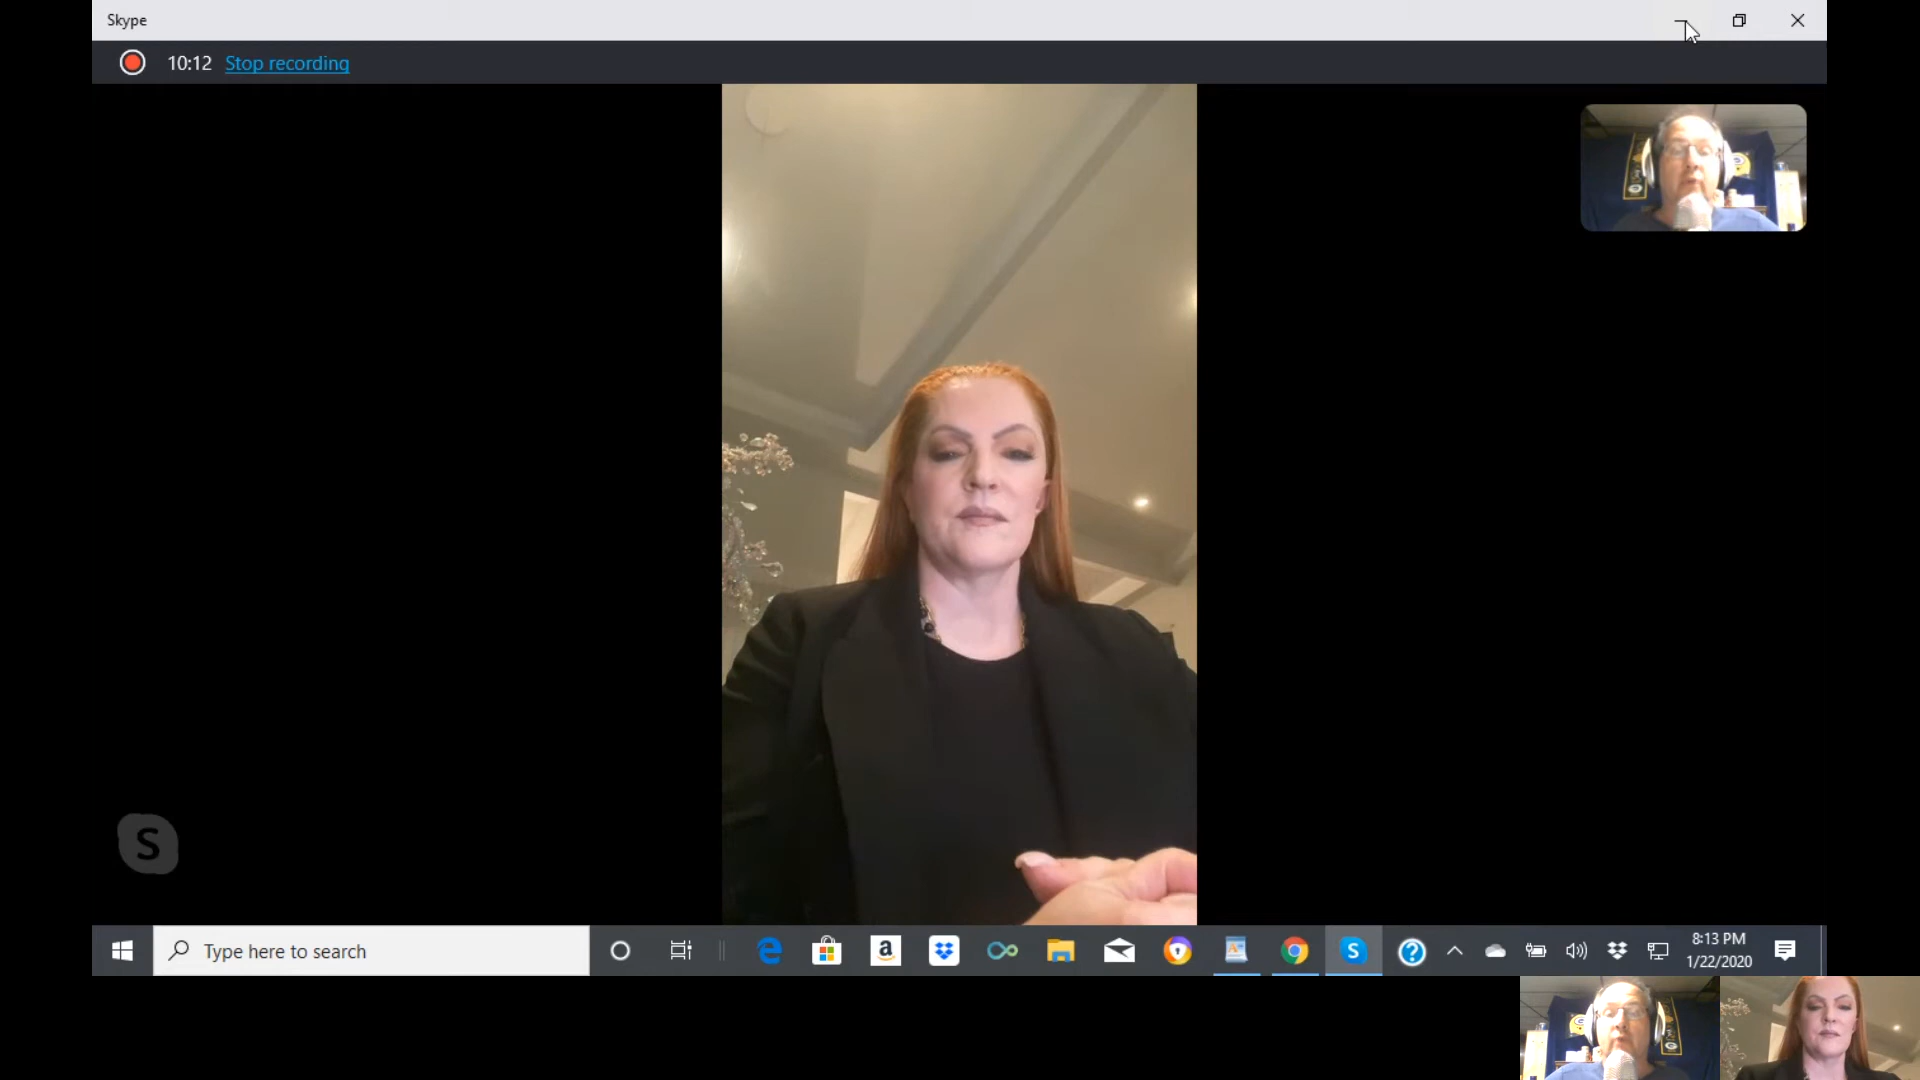 Skype
10:12 Stop recording
S
Type here to search
a
S
?
8:13 PM
1/22/2020